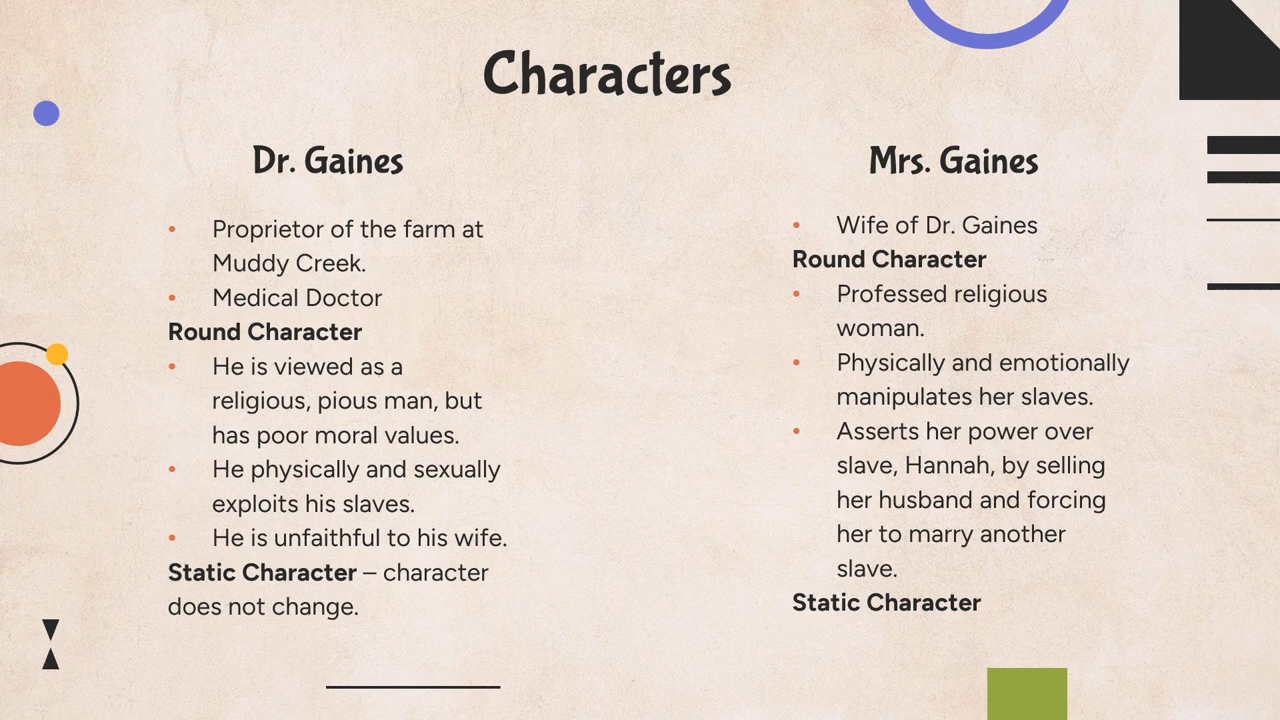 Characters
Dr. Gaines
• Proprietor of the farm at
Muddy Creek.
• Medical Doctor
Round Character
• He is viewed as a
religious, pious man, but
has poor moral values.
• He physically and sexually
exploits his slaves.
• He is unfaithful to his wife.
Static Character – character
does not change.
Mrs. Gaines
• Wife of Dr. Gaines
Round Character
• Professed religious
woman.
• Physically and emotionally
manipulates her slaves.
• Asserts her power over
slave, Hannah, by selling
her husband and forcing
her to marry another
slave.
Static Character